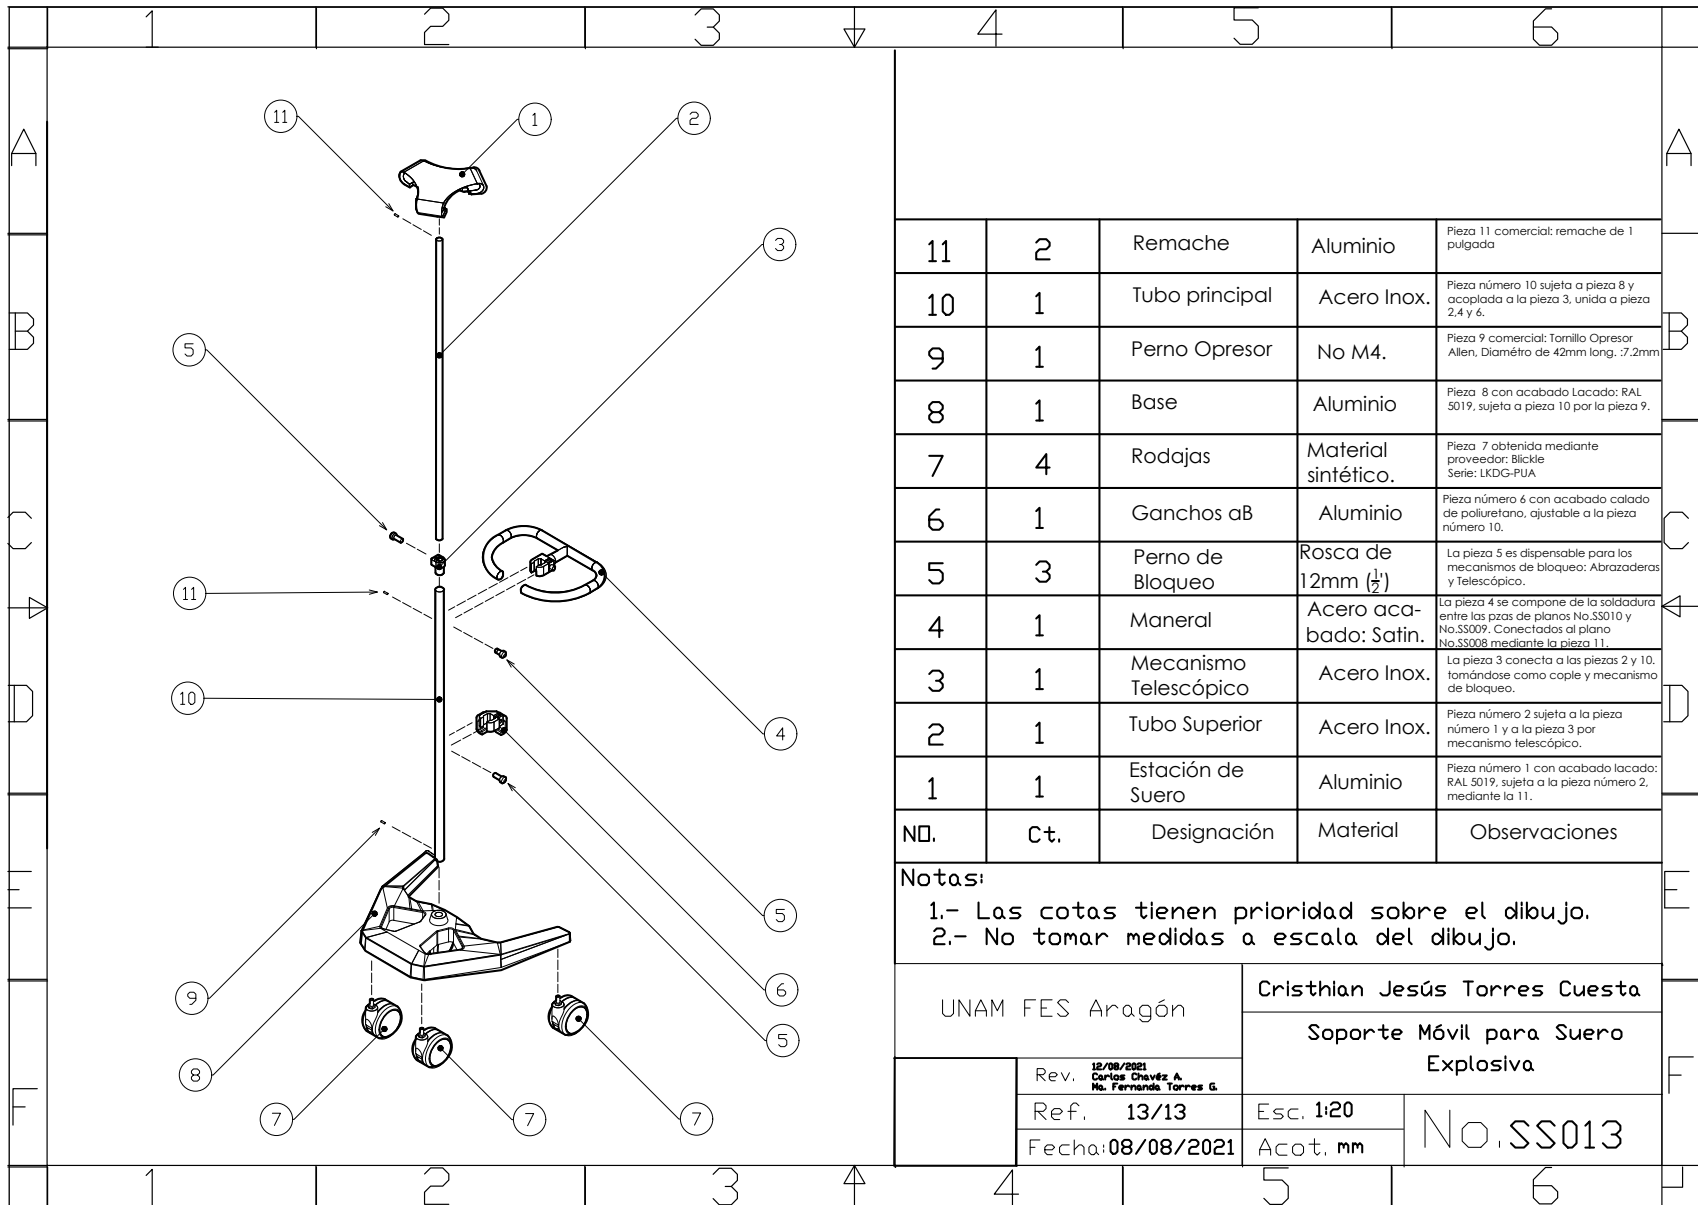 1 2 3 4 5 6
A A
B B
C C
D D
E E
F F
11
1
2
3
5
11
10
4
5
9
6
5
8
7
7
7
11 2 Remache Aluminio Pieza 11 comercial: remache de 1
pulgada
10 1 Tubo principal Acero Inox. Pieza número 10 sujeta a pieza 8 y
acoplada a la pieza 3, unida a pieza
2,4 y 6.
9 1 Perno Opresor No M4. Pieza 9 comercial: Tornillo Opresor
Allen, Diamétro de 42mm long. :7.2mm
8 1 Base Aluminio Pieza 8 con acabado Lacado: RAL
5019, sujeta a pieza 10 por la pieza 9.
7 4 Rodajas Material
sintético. Pieza 7 obtenida mediante
proveedor: Blickle
Serie: LKDG-PUA
6 1 Ganchos aB Aluminio Pieza número 6 con acabado calado
de poliuretano, ajustable a la pieza
número 10.
5 3 Perno de
Bloqueo Rosca de
12mm (1/2') La pieza 5 es dispensable para los
mecanismos de bloqueo: Abrazaderas
y Telescópico.
4 1 Maneral Acero aca-
bado: Satin. La pieza 4 se compone de la soldadura
entre las pzas de planos No.SS010 y
No.SS009. Conectados al plano
No.SS008 mediante la pieza 11.
3 1 Mecanismo
Telescópico Acero Inox. La pieza 3 conecta a las piezas 2 y 10.
tomándose como cople y mecanismo
de bloqueo.
2 1 Tubo Superior Acero Inox. Pieza número 2 sujeta a la pieza
número 1 y a la pieza 3 por
mecanismo telescópico.
1 1 Estación de
Suero Aluminio Pieza número 1 con acabado lacado:
RAL 5019, sujeta a la pieza número 2,
mediante la 11.
NO. Ct. Designación Material Observaciones
Notas:
1.- Las cotas tienen prioridad sobre el dibujo.
2.- No tomar medidas a escala del dibujo.
UNAM FES Aragón
Cristhian Jesús Torres Cuesta
Soporte Móvil para Suero
Explosiva
Rev. 12/08/2021
Carlos Chavéz A.
Ma. Fernanda Torres G.
Ref. 13/13
Esc. 1:20
No. SS013
Fecha: 08/08/2021
Acot. mm
1 2 3 4 5 6